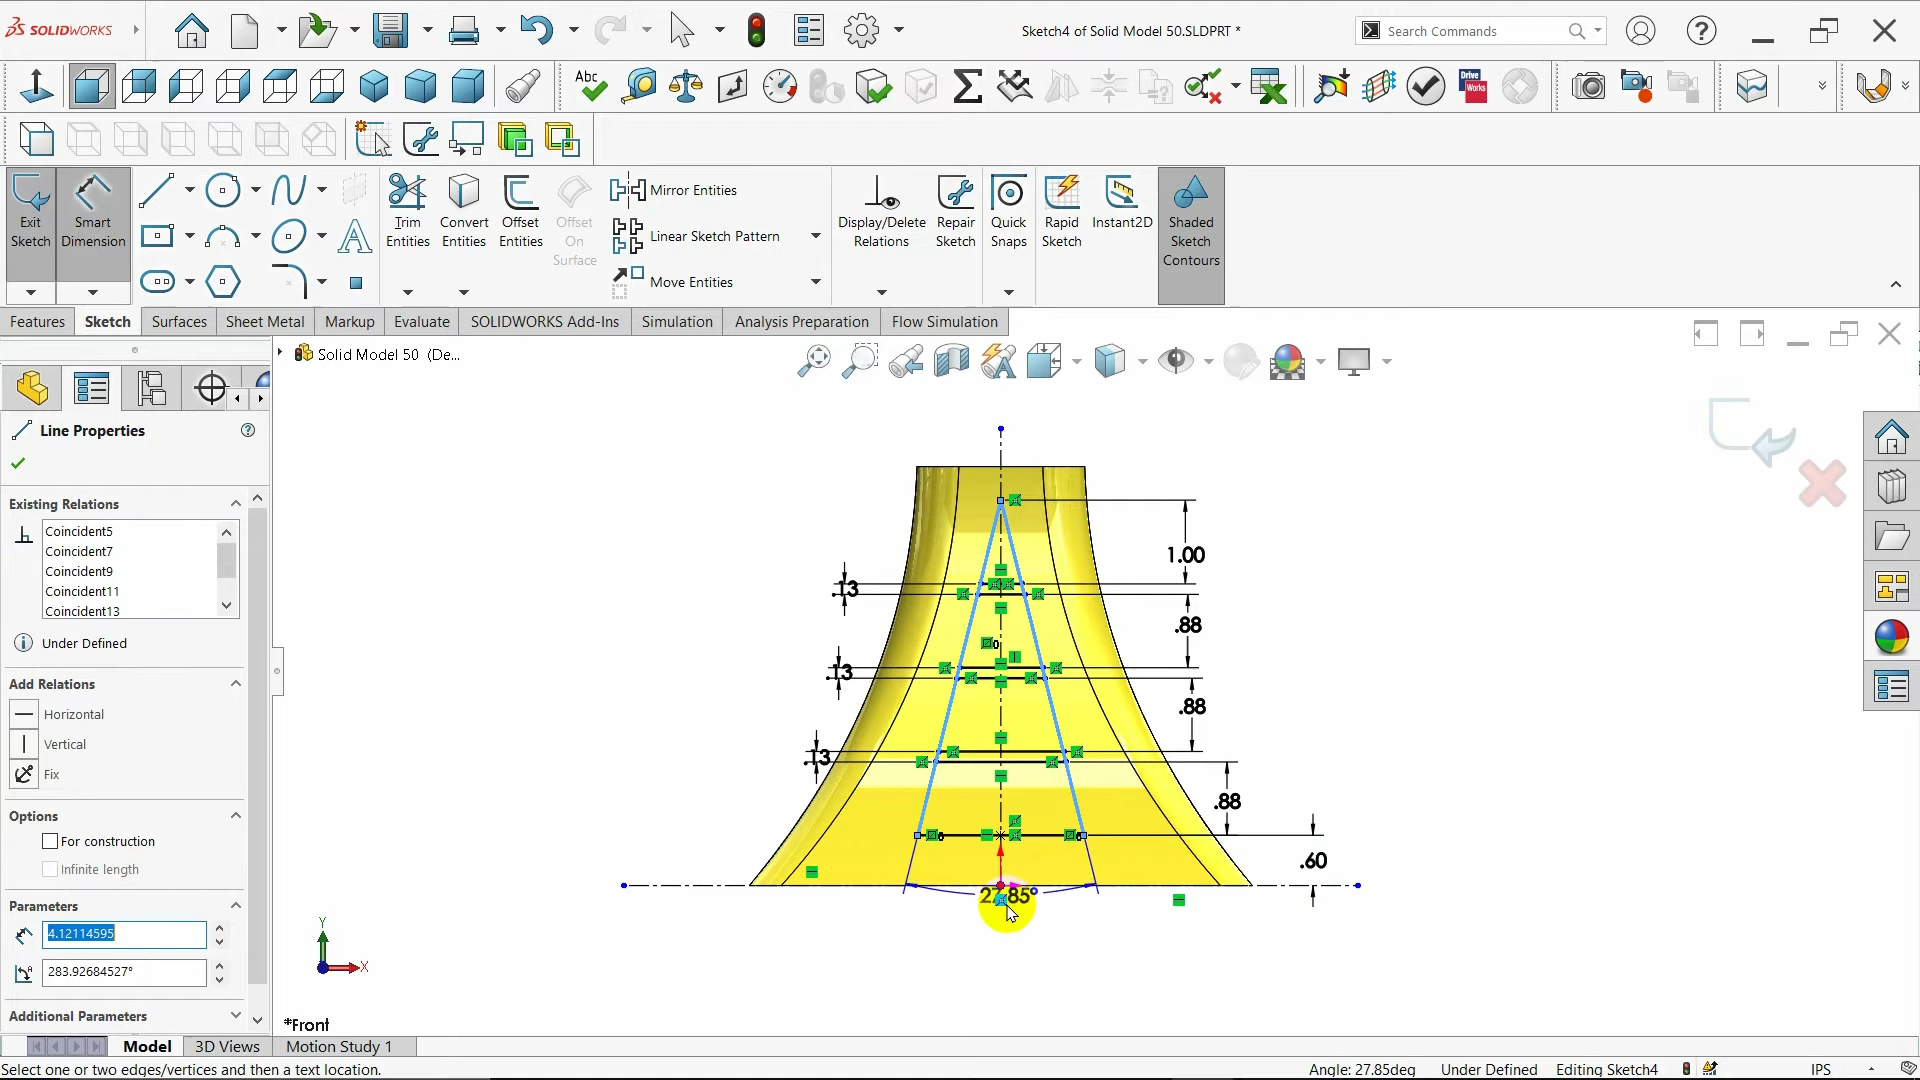 SOLIDWORKS
Sketch4 of Solid Model 50.SLDPRT *
Search Commands
Abc
Drive
Works
Exit
Sketch
Smart
Dimension
Trim
Entities
Convert
Entities
Offset
Entities
Offset
On
Surface
Mirror Entities
Linear Sketch Pattern
Move Entities
Display/Delete
Relations
Repair
Sketch
Quick
Snaps
Rapid
Sketch
Instant2D
Shaded
Sketch
Contours
Features
Sketch
Surfaces
Sheet Metal
Markup
Evaluate
SOLIDWORKS Add-Ins
Simulation
Analysis Preparation
Flow Simulation
Solid Model 50 (De...
Line Properties
Existing Relations
Coincident5
Coincident7
Coincident9
Coincident11
Coincident13
Under Defined
Add Relations
Horizontal
Vertical
Fix
Options
For construction
Infinite length
Parameters
4.12114595
283.92684527°
Additional Parameters
1.00
.13
.88
.13
.88
.13
.88
.60
27.85°
Y
X
*Front
Model
3D Views
Motion Study 1
Select one or two edges/vertices and then a text location.
Angle: 27.85deg
Under Defined
Editing Sketch4
IPS